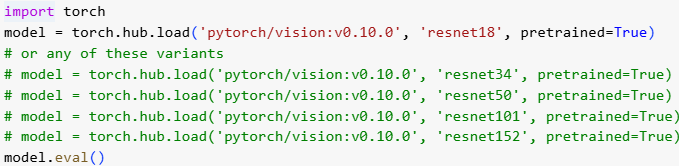 import torch
model = torch.hub.load('pytorch/vision:v0.10.0', 'resnet18', pretrained=True)
# or any of these variants
# model = torch.hub.load('pytorch/vision:v0.10.0', 'resnet34', pretrained=True)
# model = torch.hub.load('pytorch/vision:v0.10.0', 'resnet50', pretrained=True)
# model = torch.hub.load('pytorch/vision:v0.10.0', 'resnet101', pretrained=True)
# model = torch.hub.load('pytorch/vision:v0.10.0', 'resnet152', pretrained=True)
model.eval()